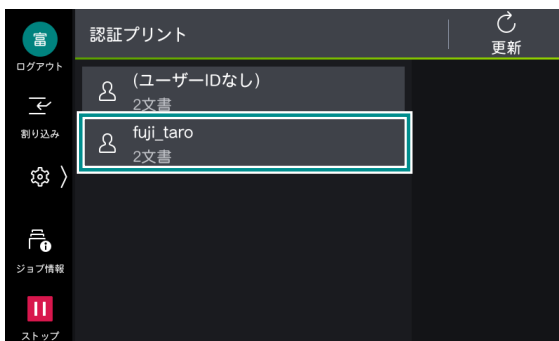 富
ログアウト
割り込み
ジョブ情報
ストップ
認証プリント
更新
(ユーザーIDなし)
2文書
fuji_taro
2文書